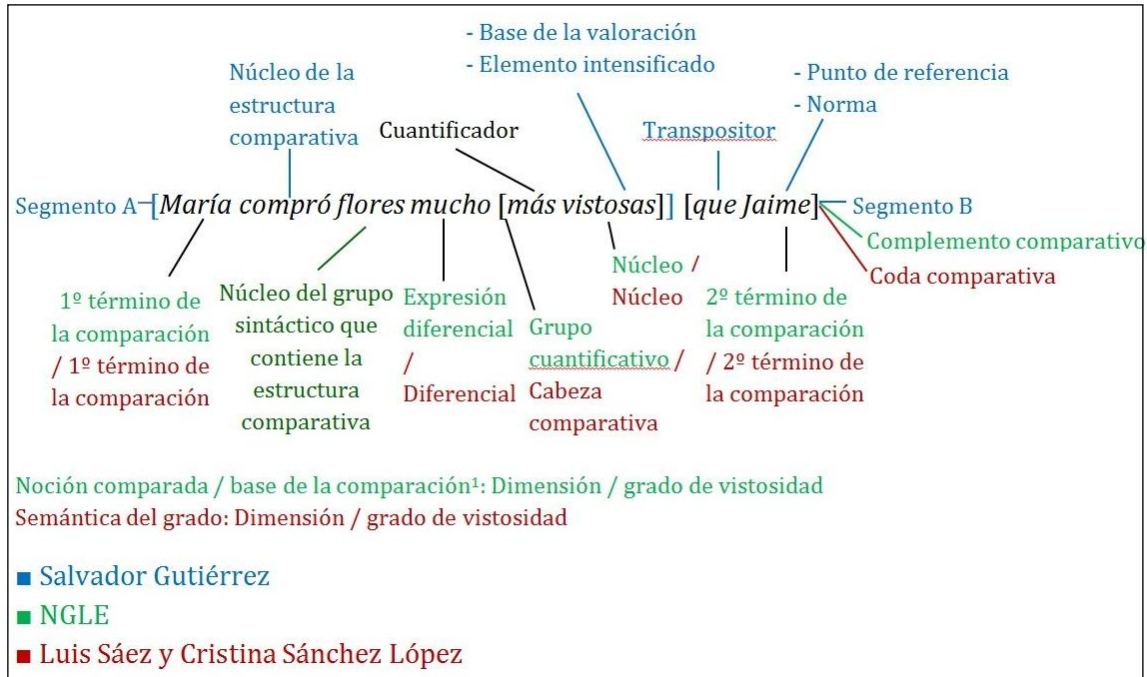 - Base de la valoración
- Elemento intensificado
Núcleo de la
estructura
comparativa
- Punto de referencia
- Norma
Cuantificador
Transpositor
Segmento A
[María compró flores mucho [más vistosas]] [que Jaime]
Segmento B
Complemento comparativo
Coda comparativa
1º término de
la comparación
/ 1º término de
la comparación
Núcleo del grupo
sintáctico que
contiene la
estructura
comparativa
Expresión
diferencial
/
Diferencial
Grupo
cuantificativo /
Cabeza
comparativa
Núcleo /
Núcleo
2º término de
la comparación
/ 2º término de
la comparación
Noción comparada / base de la comparación¹: Dimensión / grado de vistosidad
Semántica del grado: Dimensión / grado de vistosidad
■ Salvador Gutiérrez
■ NGLE
■ Luis Sáez y Cristina Sánchez López